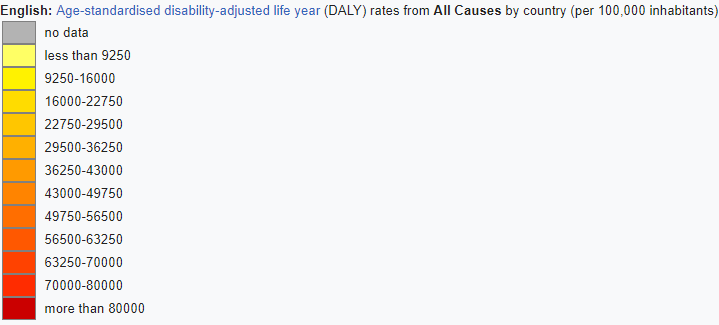 English: Age-standardised disability-adjusted life year (DALY) rates from All Causes by country (per 100,000 inhabitants)
no data
less than 9250
9250-16000
16000-22750
22750-29500
29500-36250
36250-43000
43000-49750
49750-56500
56500-63250
63250-70000
70000-80000
more than 80000